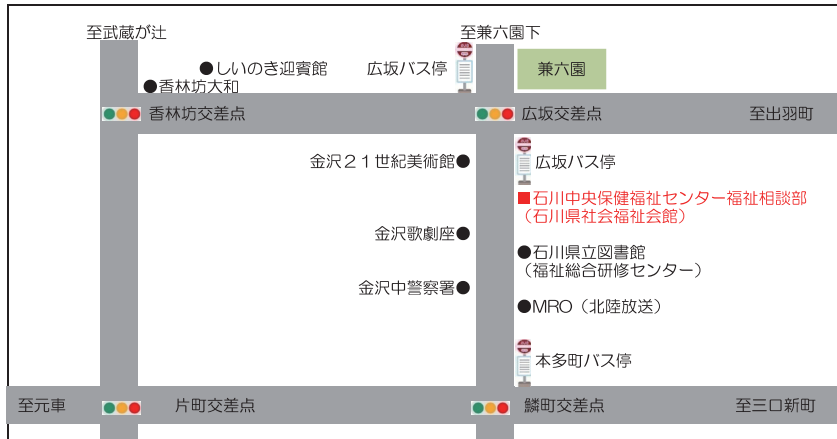 至武蔵が辻
至兼六園下
●しいのき迎賓館
広坂バス停
兼六園
●香林坊大和
香林坊交差点
広坂交差点
至出羽町
金沢21世紀美術館●
広坂バス停
■石川中央保健福祉センター福祉相談部
(石川県社会福祉会館)
金沢歌劇座●
●石川県立図書館
(福祉総合研修センター)
金沢中警察署●
●MRO(北陸放送)
本多町バス停
至元車
片町交差点
鱗町交差点
至三口新町